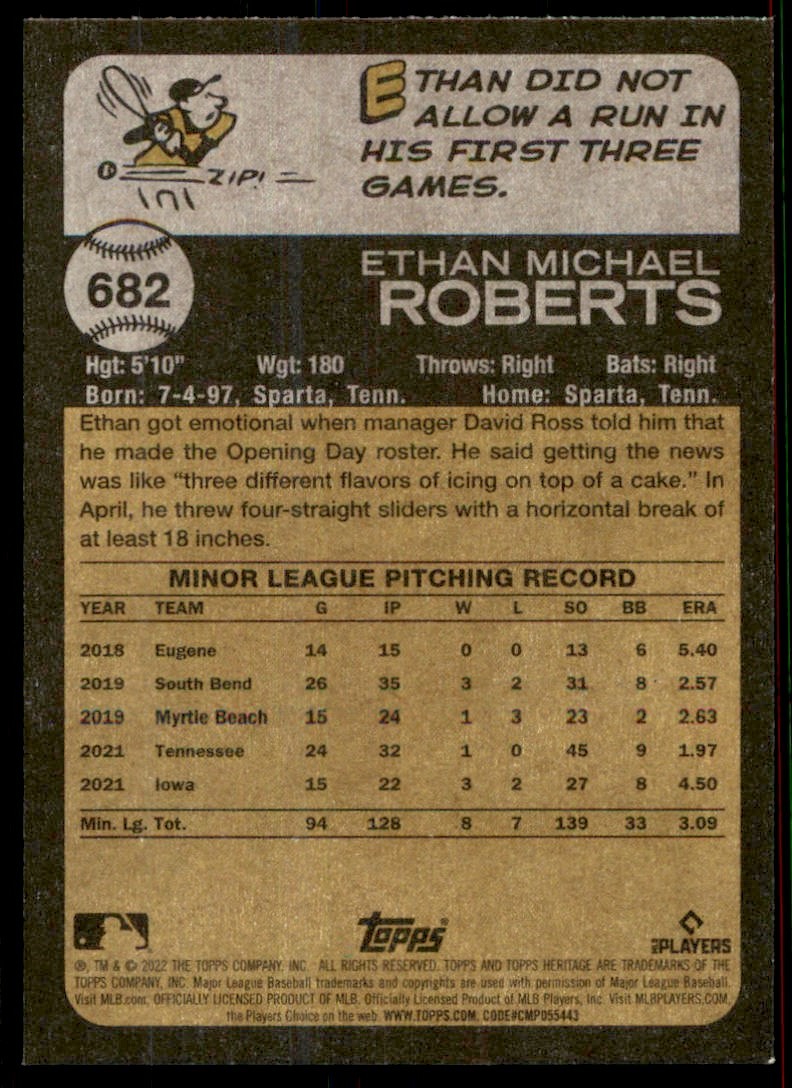 ETHAN DID NOT
ALLOW A RUN IN
HIS FIRST THREE
GAMES.
ZIP!
682
ETHAN MICHAEL
ROBERTS
Hgt: 5'10" Wgt: 180 Throws: Right Bats: Right
Born: 7-4-97, Sparta, Tenn. Home: Sparta, Tenn.
Ethan got emotional when manager David Ross told him that
he made the Opening Day roster. He said getting the news
was like “three different flavors of icing on top of a cake.” In
April, he threw four-straight sliders with a horizontal break of
at least 18 inches.
MINOR LEAGUE PITCHING RECORD
YEAR TEAM G IP W L SO BB ERA
2018 Eugene 14 15 0 0 13 6 5.40
2019 South Bend 26 35 3 2 31 8 2.57
2019 Myrtle Beach 15 24 1 3 23 2 2.63
2021 Tennessee 24 32 1 0 45 9 1.97
2021 Iowa 15 22 3 2 27 8 4.50
Min. Lg. Tot. 94 128 8 7 139 33 3.09
Topps
PLAYERS
®, TM & © 2022 THE TOPPS COMPANY, INC. ALL RIGHTS RESERVED. TOPPS AND TOPPS HERITAGE ARE TRADEMARKS OF THE
TOPPS COMPANY, INC. Major League Baseball trademarks and copyrights are used with permission of Major League Baseball.
Visit MLB.com. OFFICIALLY LICENSED PRODUCT OF MLB. Officially Licensed Product of MLB Players, Inc. Visit MLBPLAYERS.COM,
the Players Choice on the web. WWW.TOPPS.COM. CODE#CMP055443